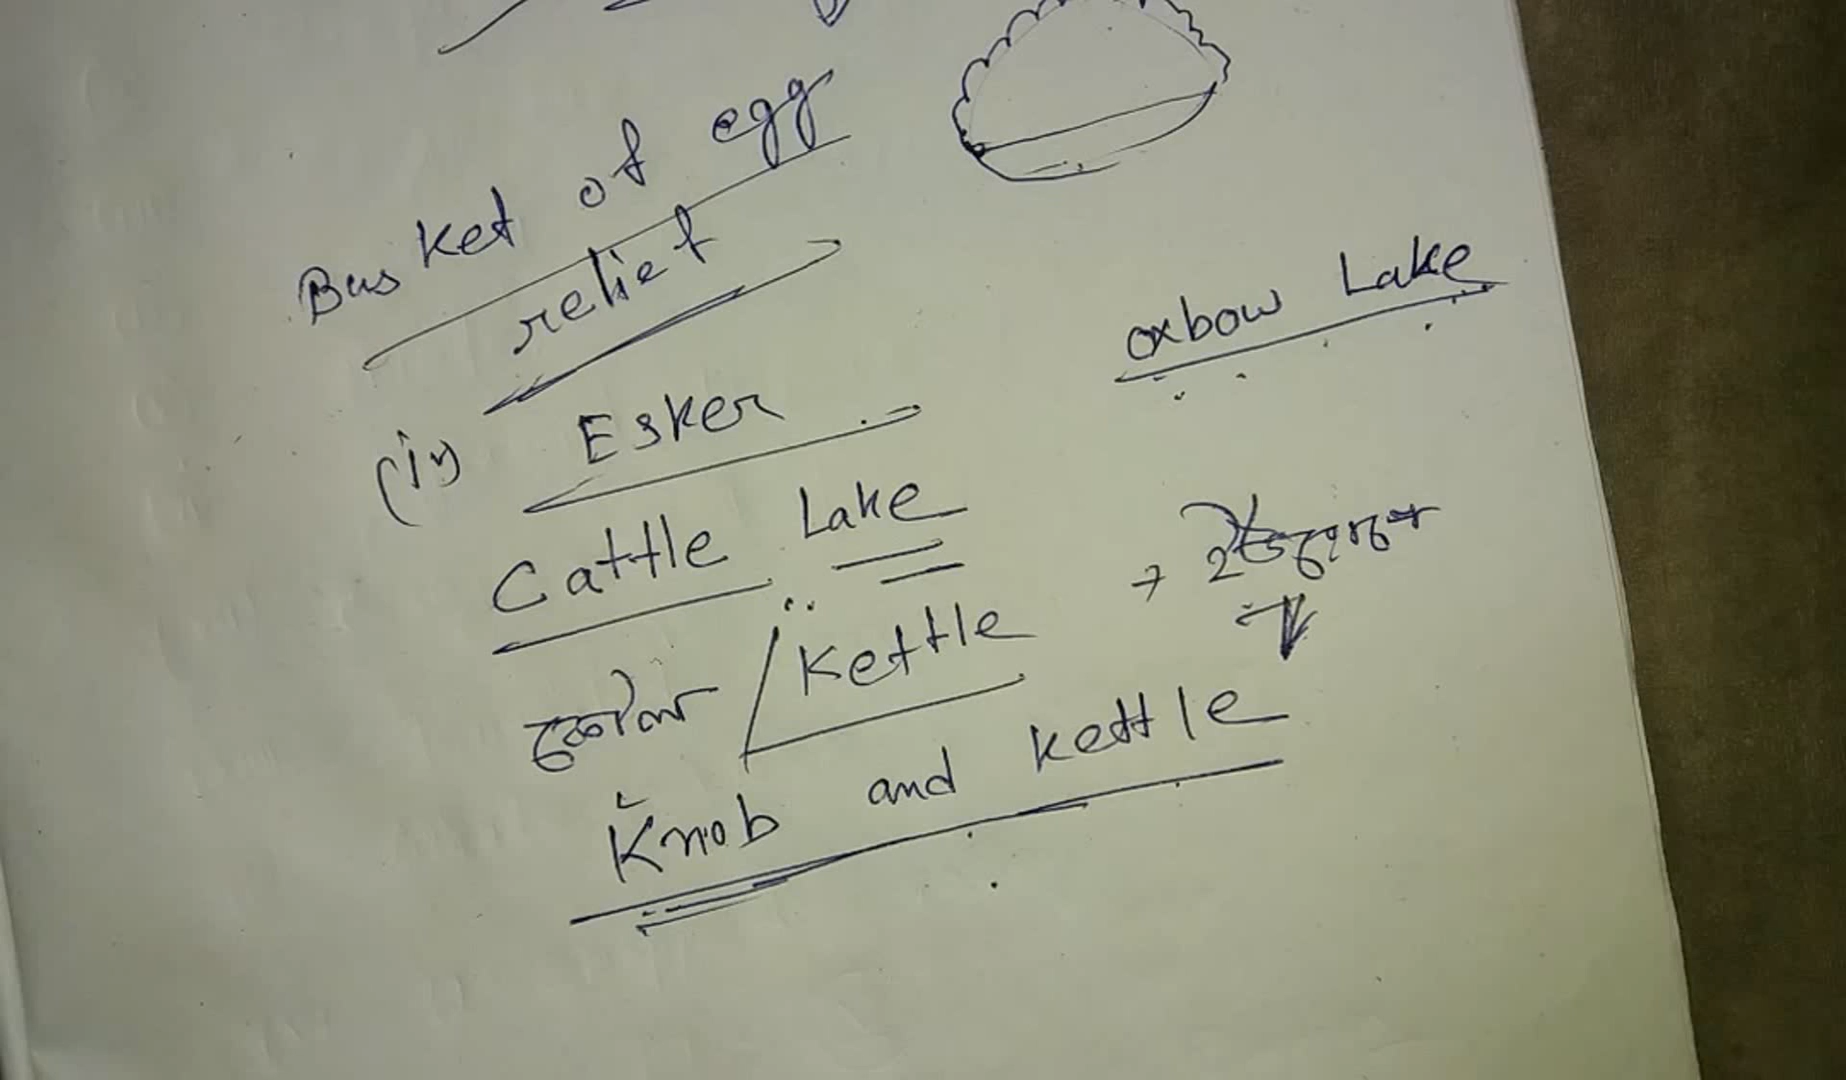 Busket of egg
relief
oxbow Lake
(iv) Esker
Cattle Lake
/ Kettle
Knob and kettle